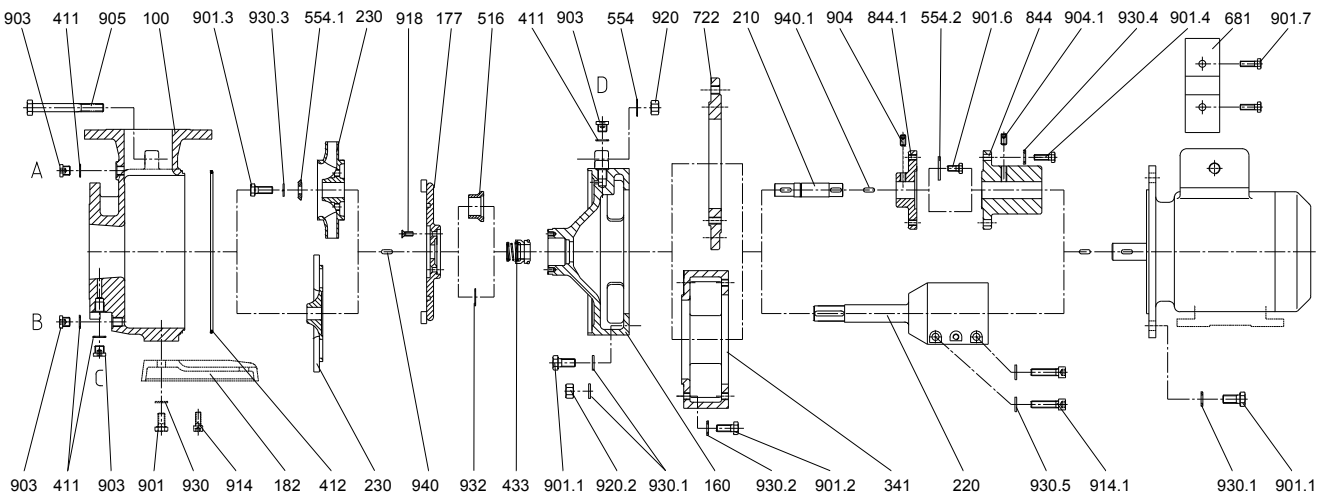 903 411 905 100 901.3 930.3 554.1 230 918 177 516 411 903 554 920 722 210 940.1 904 844.1 554.2 901.6 844 904.1 930.4 901.4 681 901.7
D
A
B
C
903 411 903 901 930 914 182 412 230 940 932 433 901.1 920.2 930.1 160 930.2 901.2 341 220 930.5 914.1 930.1 901.1